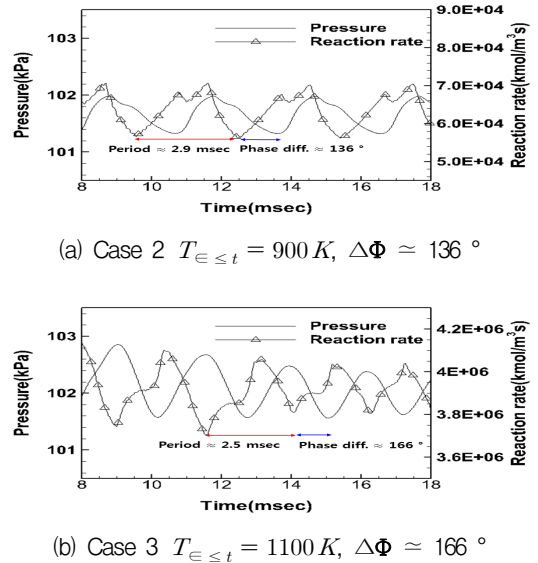 9.0E+04
103
Pressure
Reaction rate
8.0E+04
Pressure(kPa)
Reaction rate(kmol/m³s)
102
7.0E+04
6.0E+04
101
Period ≈ 2.9 msec Phase diff. ≈ 136 °
5.0E+04
8 10 12 14 16 18
Time(msec)
(a) Case 2 T∈ ≤ t = 900 K, ΔΦ ≃ 136 °
103
Pressure
Reaction rate
4.2E+06
Pressure(kPa)
Reaction rate(kmol/m³s)
4E+06
102
3.8E+06
101
Period ≈ 2.5 msec Phase diff. ≈ 166 °
3.6E+06
8 10 12 14 16 18
Time(msec)
(b) Case 3 T∈ ≤ t = 1100 K, ΔΦ ≃ 166 °